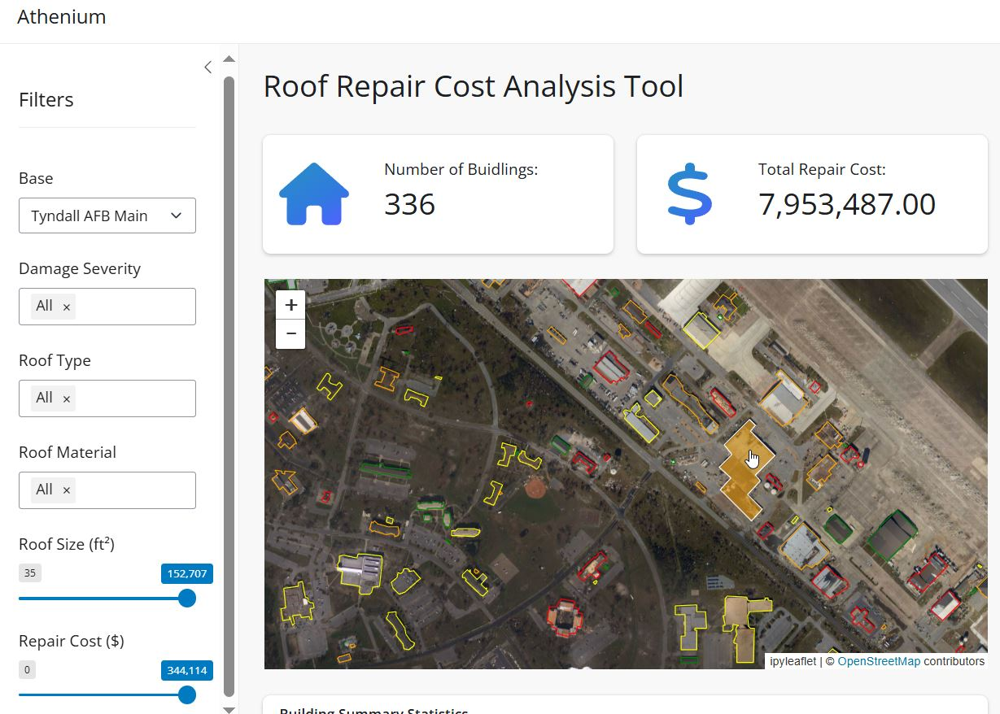 Athenium
Filters
Base
Tyndall AFB Main
Damage Severity
All ×
Roof Type
All ×
Roof Material
All ×
Roof Size (ft²)
35
152,707
Repair Cost ($)
0
344,114
Roof Repair Cost Analysis Tool
Number of Buidlings:
336
Total Repair Cost:
7,953,487.00
+
−
ipyleaflet | © OpenStreetMap contributors
Building Summary Statistics